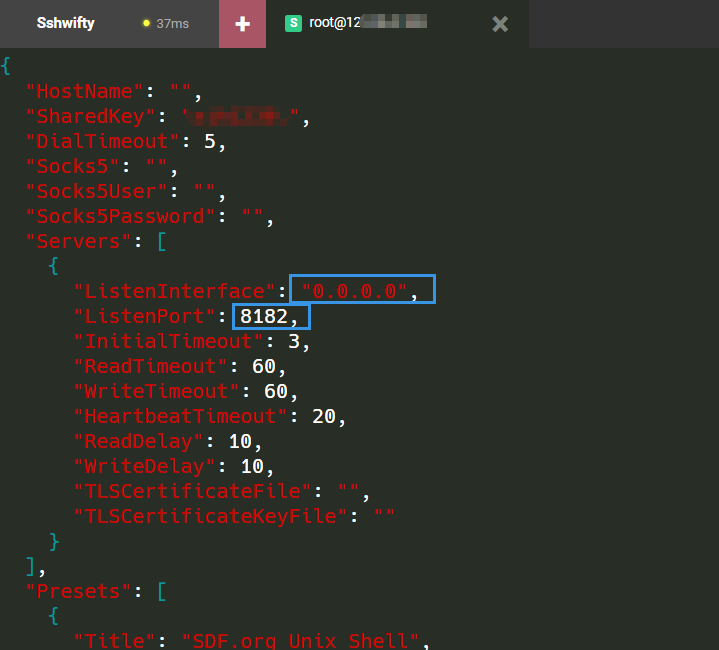 Sshwifty 37ms + S root@12
{
"HostName": "",
"SharedKey": " ",
"DialTimeout": 5,
"Socks5": "",
"Socks5User": "",
"Socks5Password": "",
"Servers": [
{
"ListenInterface": "0.0.0.0",
"ListenPort": 8182,
"InitialTimeout": 3,
"ReadTimeout": 60,
"WriteTimeout": 60,
"HeartbeatTimeout": 20,
"ReadDelay": 10,
"WriteDelay": 10,
"TLSCertificateFile": "",
"TLSCertificateKeyFile": ""
}
],
"Presets": [
{
"Title": "SDF.org Unix Shell",